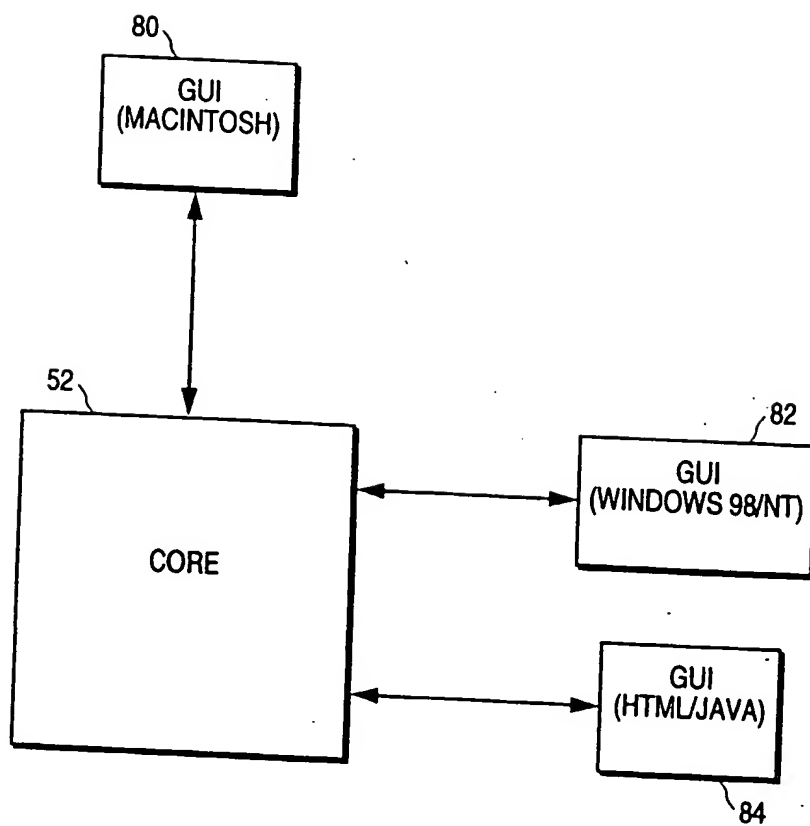 80
GUI
(MACINTOSH)
52
CORE
82
GUI
(WINDOWS 98/NT)
GUI
(HTML/JAVA)
84